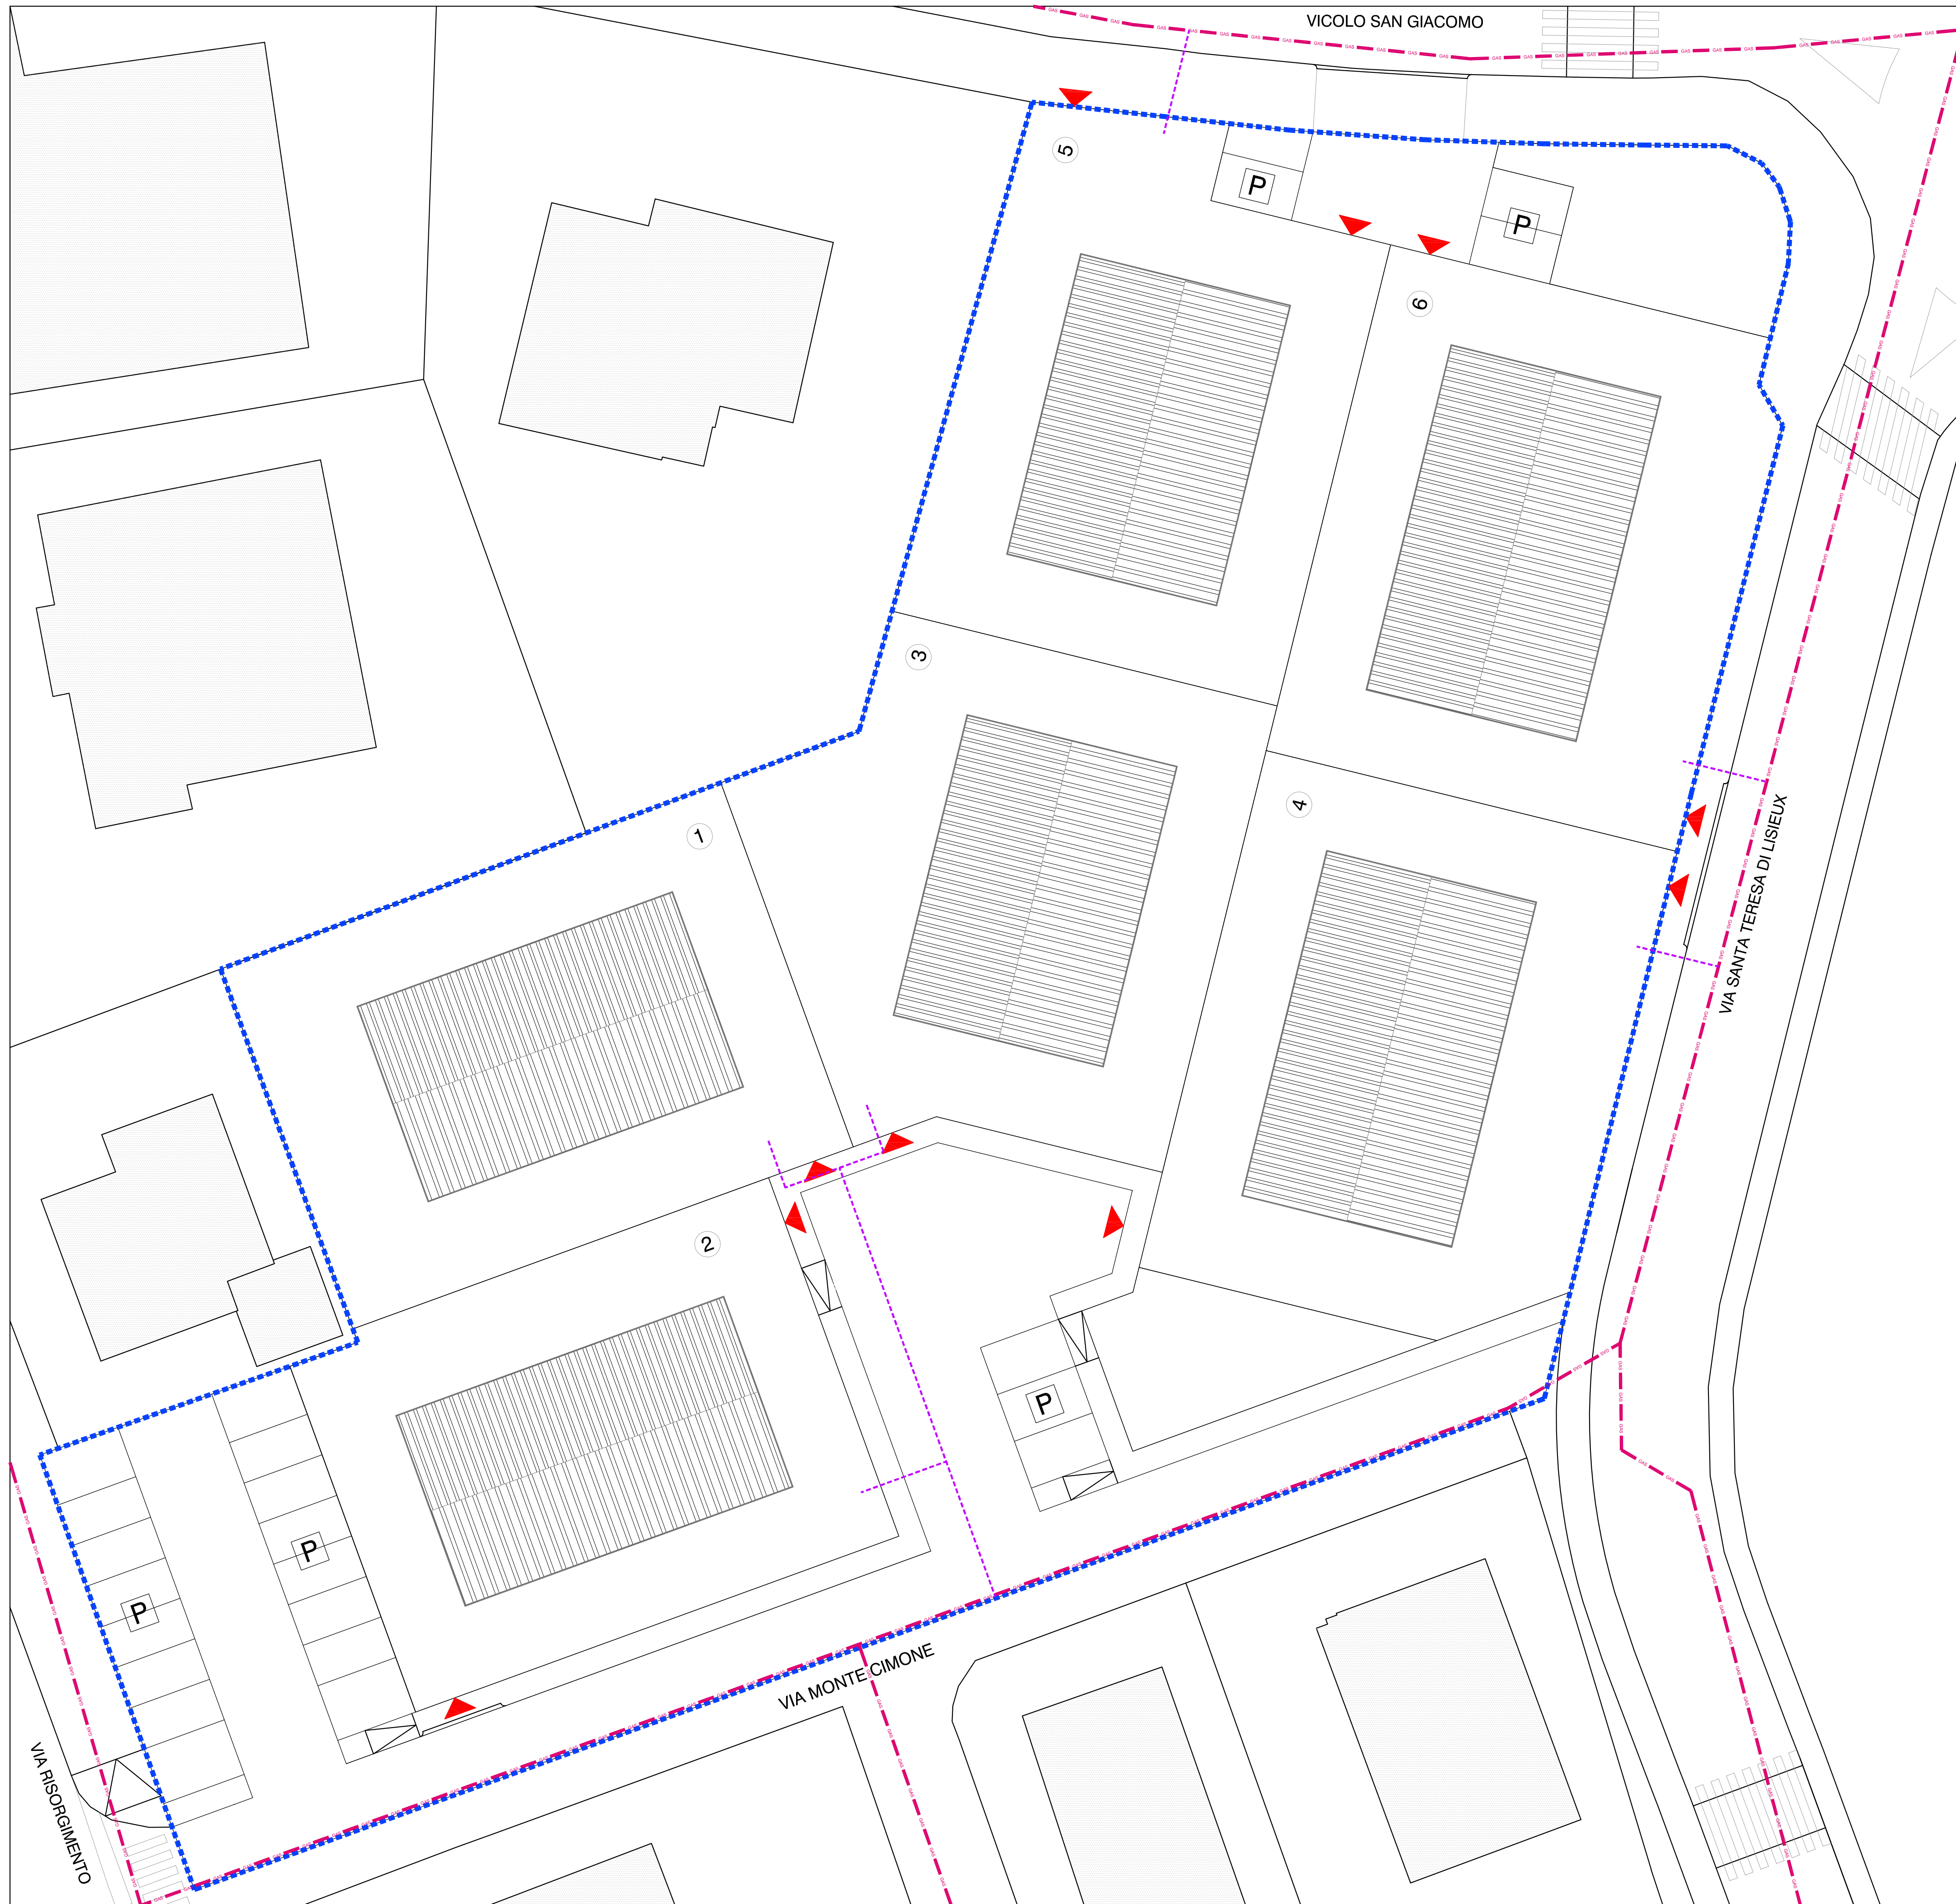 VICOLO SAN GIACOMO
5
P
P
6
3
4
1
VIA SANTA TERESA DI LISIEUX
2
P
P
P
VIA MONTE CIMONE
VIA RISORGIMENTO
GAS